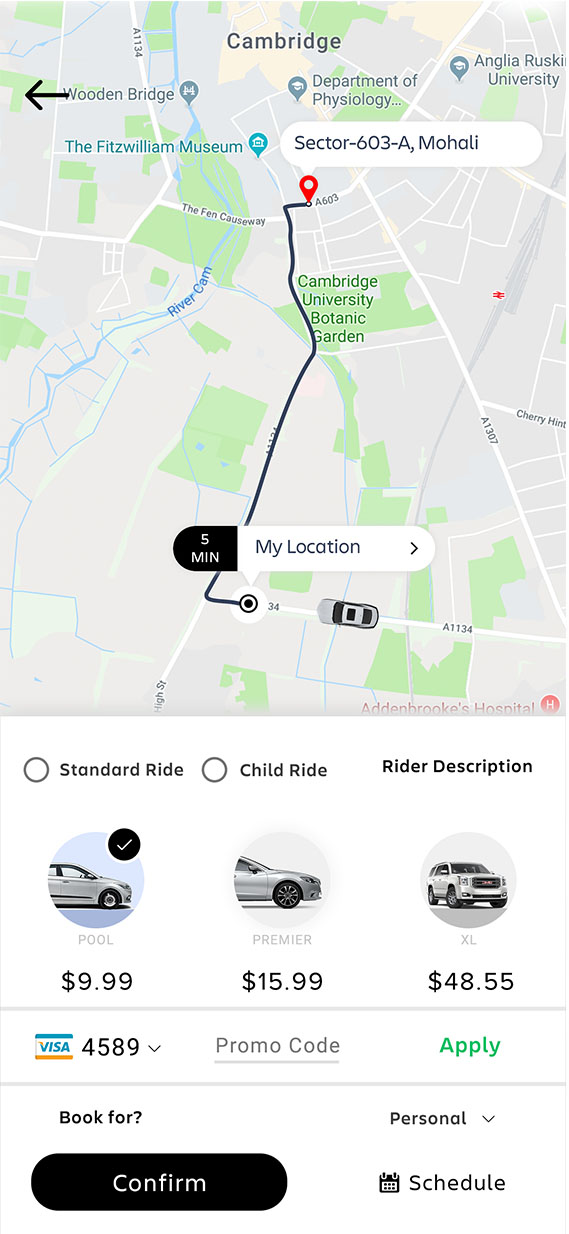 A1134
Cambridge
Anglia Ruski
University
Department of
Physiology...
Wooden Bridge
The Fitzwilliam Museum
Sector-603-A, Mohali
A603
The Fen Causeway
River Cam
Cambridge
University
Botanic
Garden
A1307
Cherry Hint
A1134
5
MIN
My Location
34
A1134
High St
Addenbrooke's Hospital
H
Standard Ride
Child Ride
Rider Description
POOL
PREMIER
XL
$9.99
$15.99
$48.55
VISA
4589
Promo Code
Apply
Book for?
Personal
Confirm
Schedule